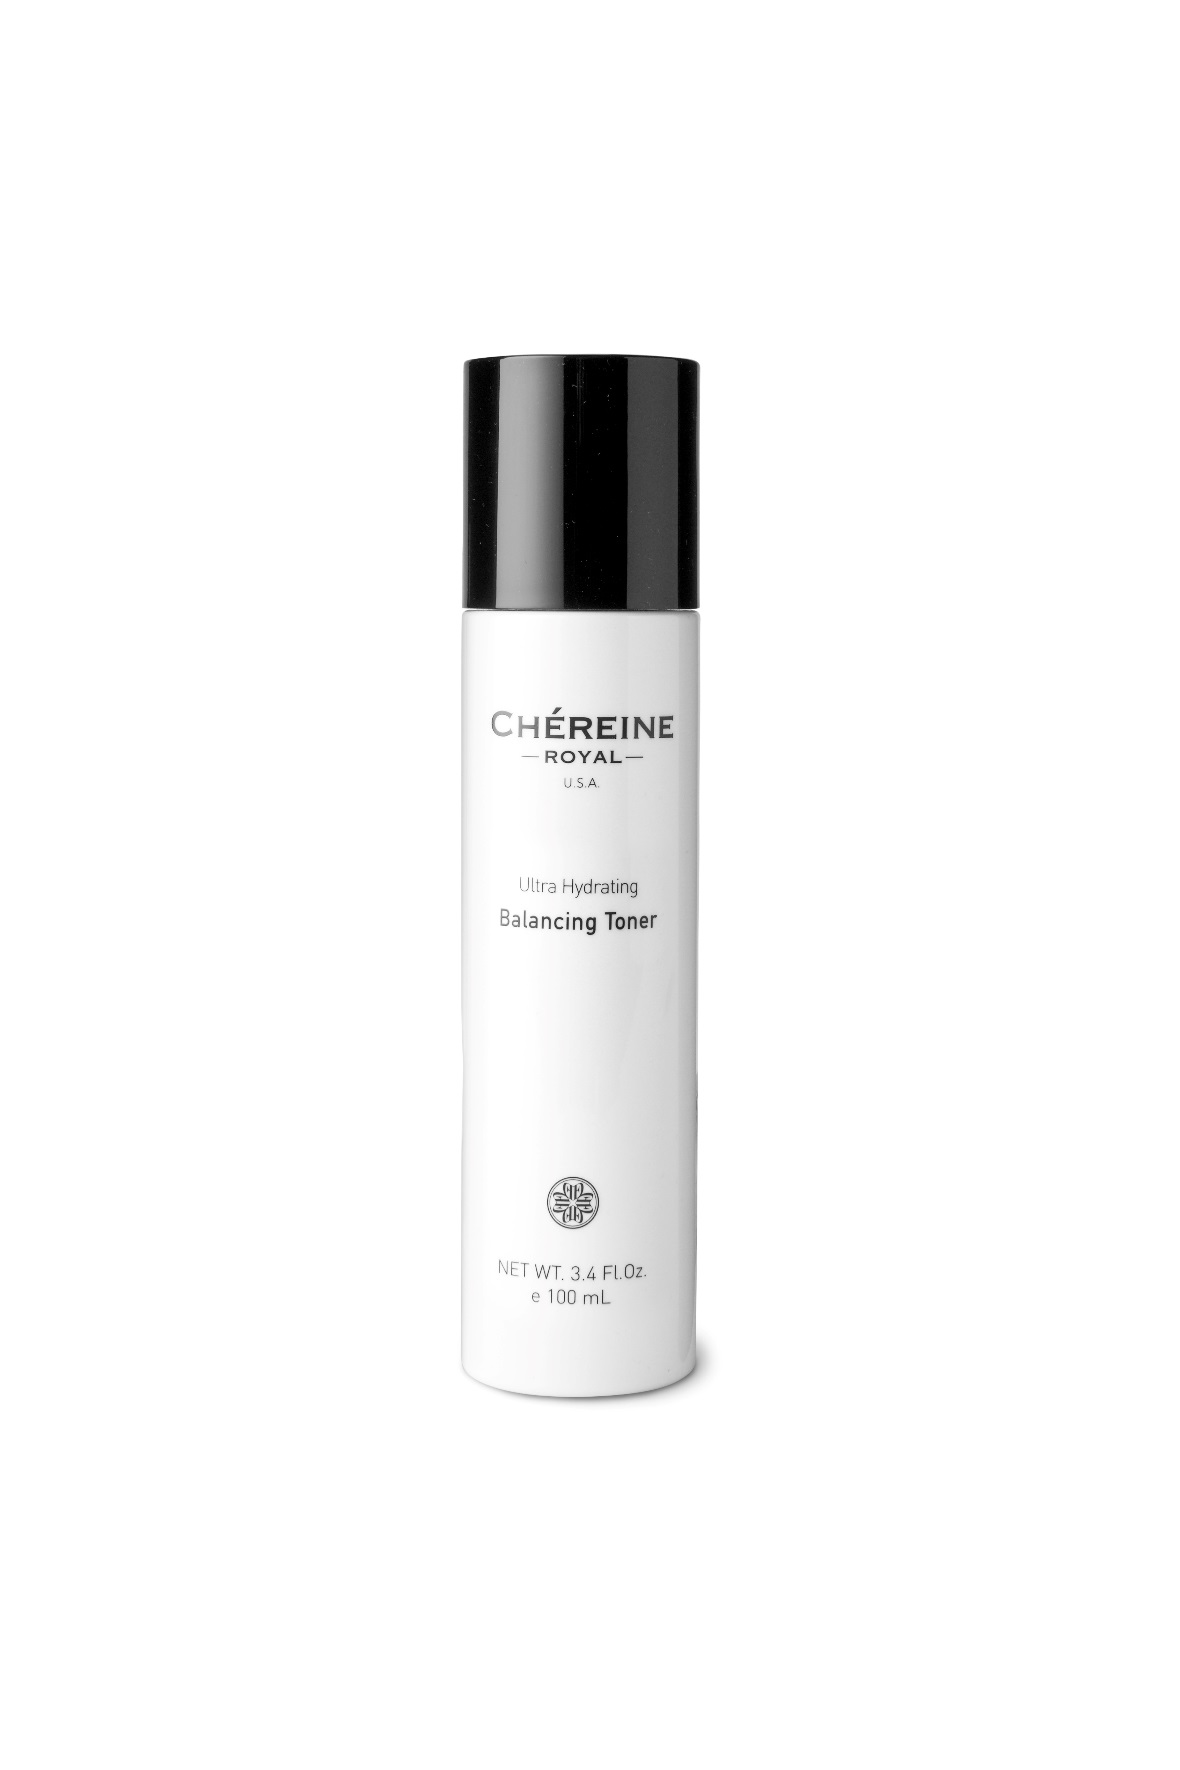 CHÉREINE
—ROYAL—
U.S.A.
Ultra Hydrating
Balancing Toner
NET WT. 3.4 Fl.Oz.
e 100 mL